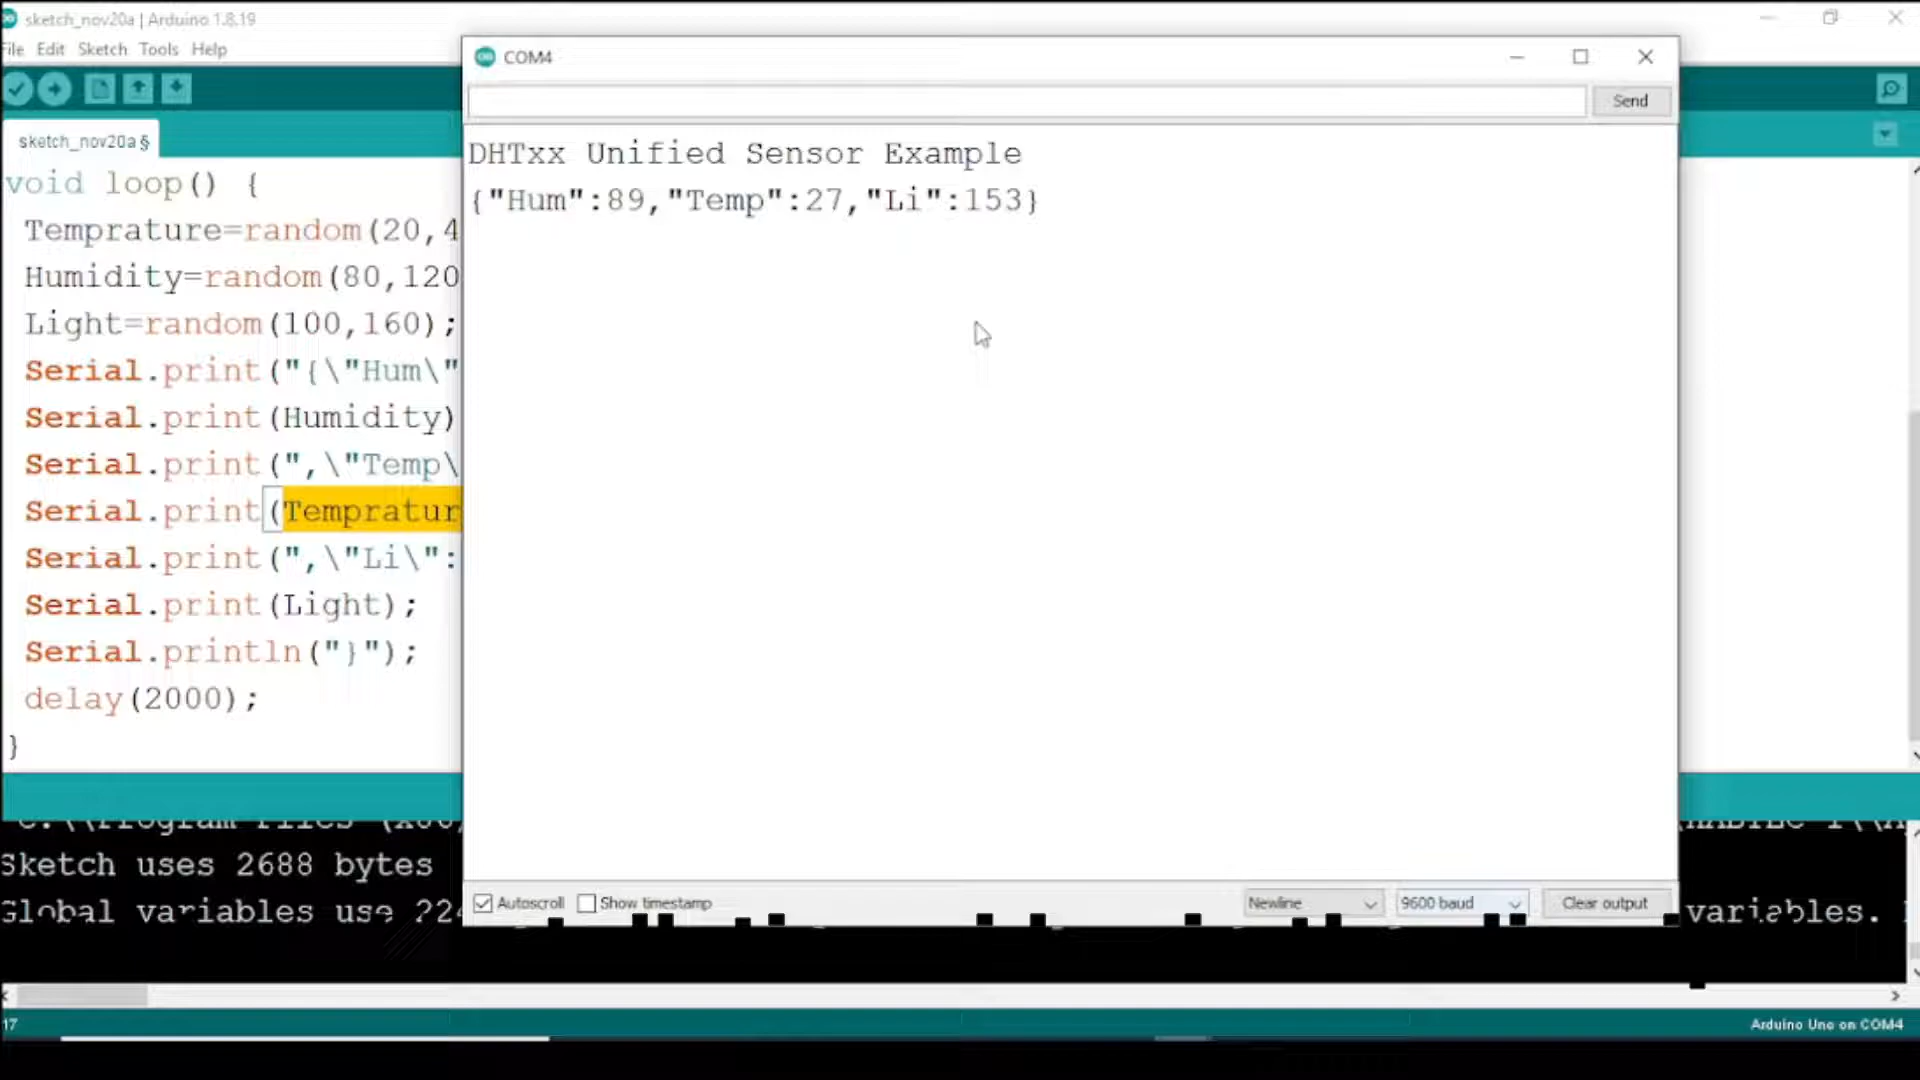 sketch_nov20a | Arduino 1.8.19
File Edit Sketch Tools Help
sketch_nov20a §
void loop() {
Temprature=random(20,4
Humidity=random(80,120
Light=random(100,160);
Serial.print("{\"Hum\"
Serial.print(Humidity)
Serial.print(",\"Temp\
Serial.print(Tempratur
Serial.print(",\"Li\":
Serial.print(Light);
Serial.println("}");
delay(2000);
}
COM4
Send
DHTxx Unified Sensor Example
{"Hum":89,"Temp":27,"Li":153}
Autoscroll Show timestamp Newline 9600 baud Clear output
Sketch uses 2688 bytes
Global variables use 224 variables.
17 Arduino Uno on COM4